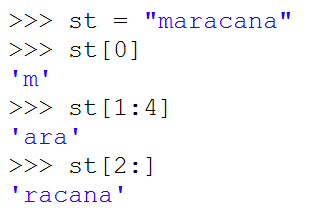 >>> st = "maracana"
>>> st[0]
'm'
>>> st[1:4]
'ara'
>>> st[2:]
'racana'